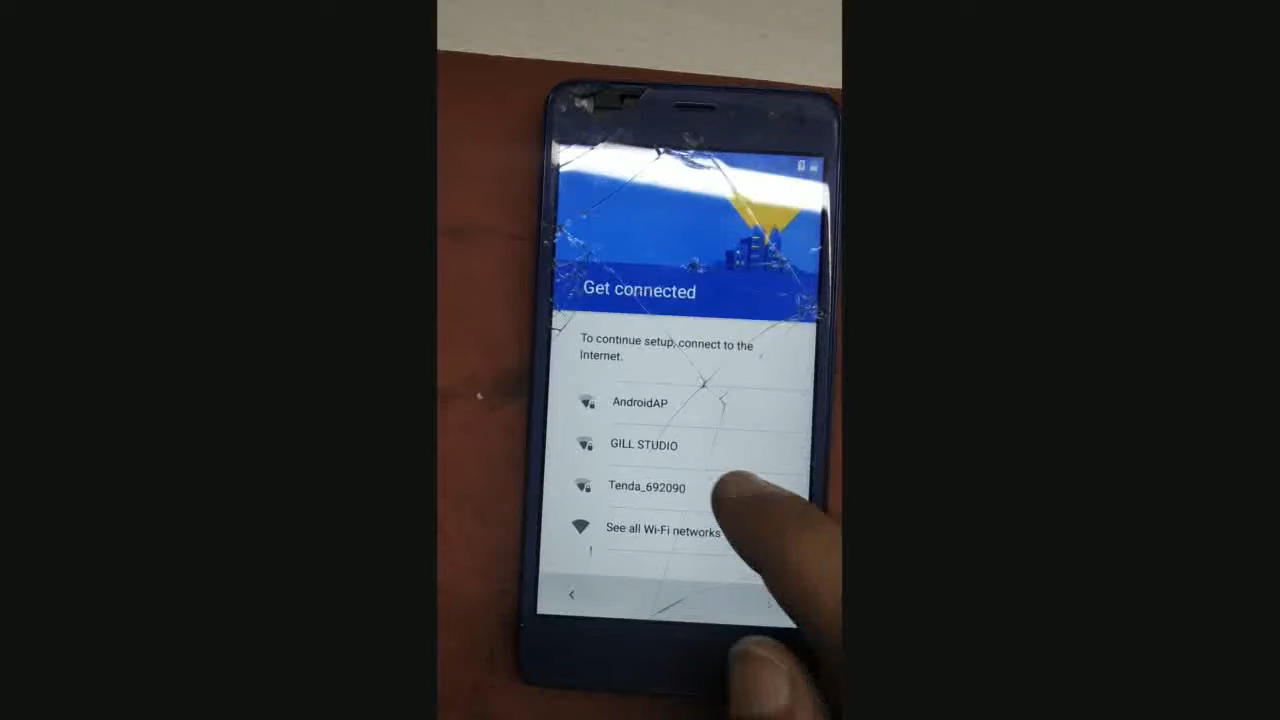 Get connected
To continue setup, connect to the
Internet.
AndroidAP
GILL STUDIO
Tenda_692090
See all Wi-Fi networks